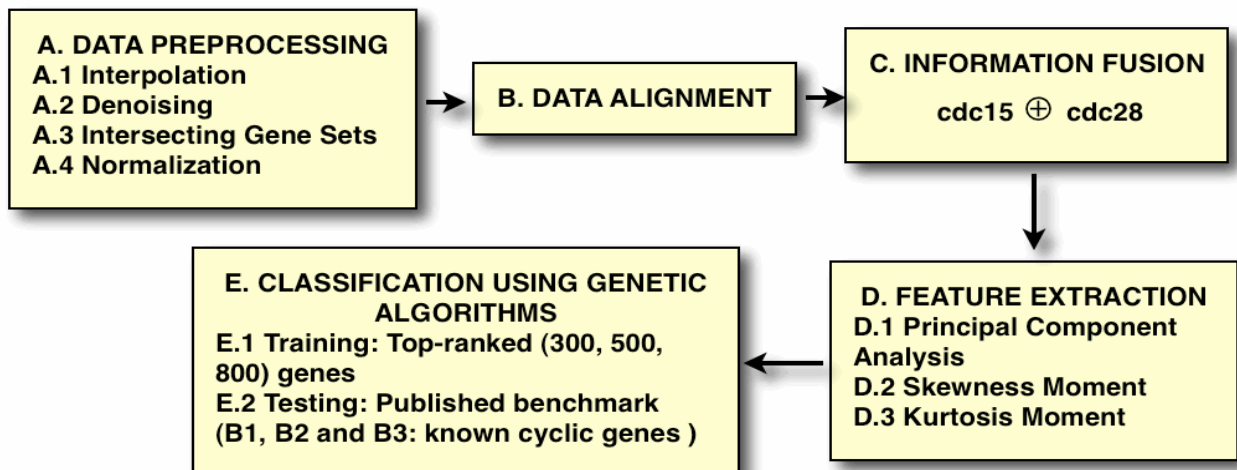 A. DATA PREPROCESSING
A.1 Interpolation
A.2 Denoising
A.3 Intersecting Gene Sets
A.4 Normalization
B. DATA ALIGNMENT
C. INFORMATION FUSION
cdc15 ⊕ cdc28
D. FEATURE EXTRACTION
D.1 Principal Component
Analysis
D.2 Skewness Moment
D.3 Kurtosis Moment
E. CLASSIFICATION USING GENETIC
ALGORITHMS
E.1 Training: Top-ranked (300, 500,
800) genes
E.2 Testing: Published benchmark
(B1, B2 and B3: known cyclic genes )